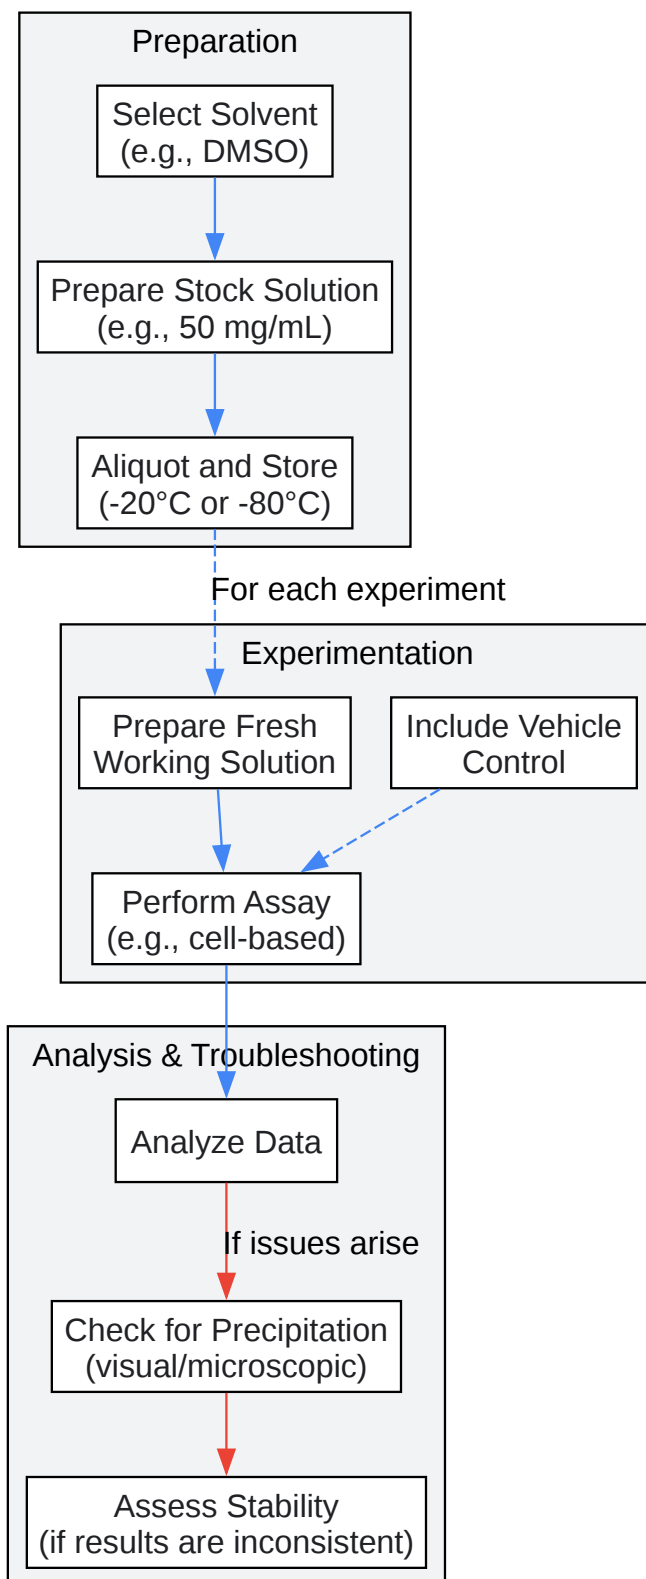 Preparation
Select Solvent
(e.g., DMSO)
Prepare Stock Solution
(e.g., 50 mg/mL)
Aliquot and Store
(-20°C or -80°C)
For each experiment
Experimentation
Prepare Fresh
Working Solution
Include Vehicle
Control
Perform Assay
(e.g., cell-based)
Analysis & Troubleshooting
Analyze Data
If issues arise
Check for Precipitation
(visual/microscopic)
Assess Stability
(if results are inconsistent)